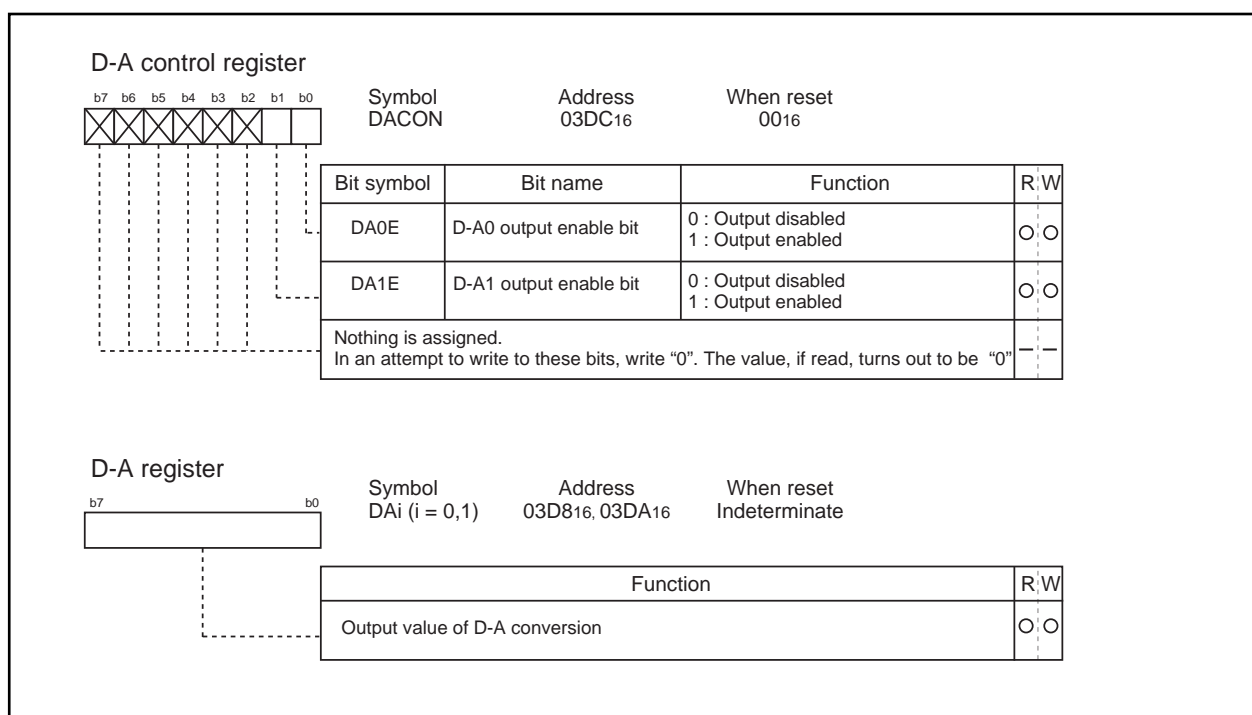 D-A control register
b7 b6 b5 b4 b3 b2 b1 b0
Symbol Address When reset
DACON 03DC16 0016
Bit symbol Bit name Function R W
DA0E D-A0 output enable bit 0 : Output disabled
1 : Output enabled
DA1E D-A1 output enable bit 0 : Output disabled
1 : Output enabled
Nothing is assigned.
In an attempt to write to these bits, write “0”. The value, if read, turns out to be “0”
D-A register
b7 b0
Symbol Address When reset
DAi (i = 0,1) 03D816, 03DA16 Indeterminate
Function R W
Output value of D-A conversion